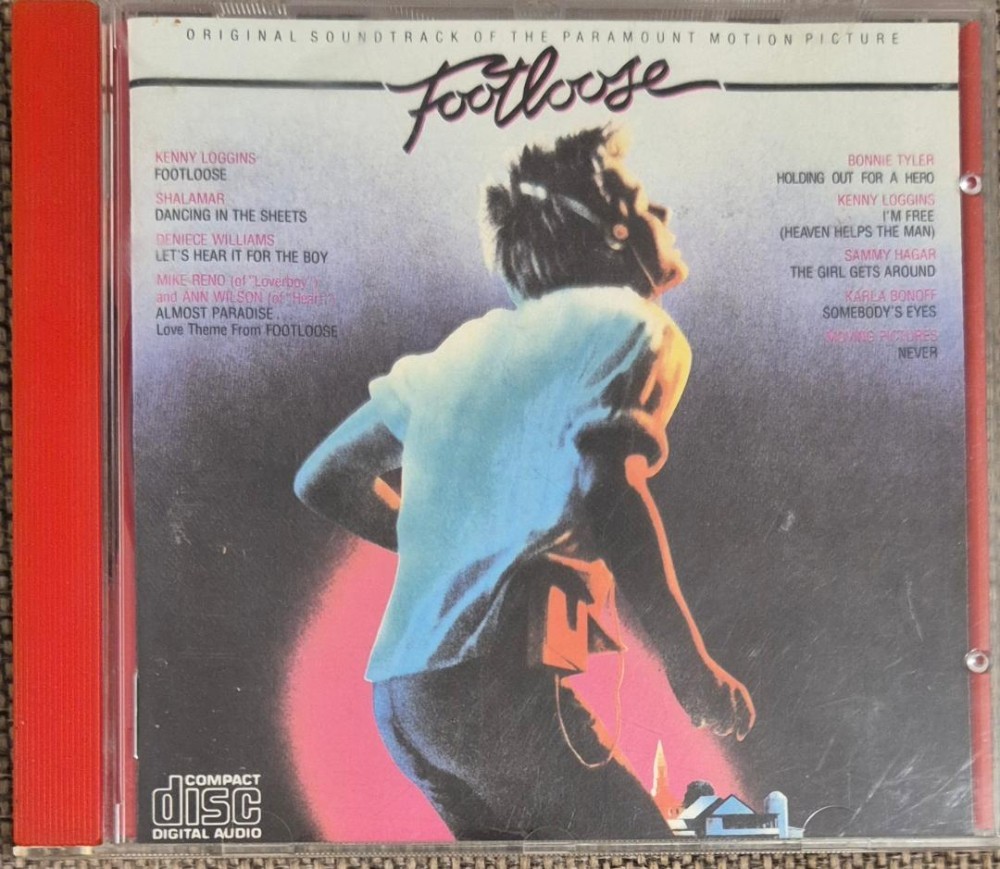 ORIGINAL SOUNDTRACK OF THE PARAMOUNT MOTION PICTURE
Footloose
KENNY LOGGINS
FOOTLOOSE
SHALAMAR
DANCING IN THE SHEETS
DENIECE WILLIAMS
LET'S HEAR IT FOR THE BOY
MIKE RENO (of "Loverboy")
and ANN WILSON (of "Heart")
ALMOST PARADISE...
Love Theme From FOOTLOOSE
BONNIE TYLER
HOLDING OUT FOR A HERO
KENNY LOGGINS
I'M FREE
(HEAVEN HELPS THE MAN)
SAMMY HAGAR
THE GIRL GETS AROUND
KARLA BONOFF
SOMEBODY'S EYES
MOVING PICTURES
NEVER
COMPACT
disc
DIGITAL AUDIO